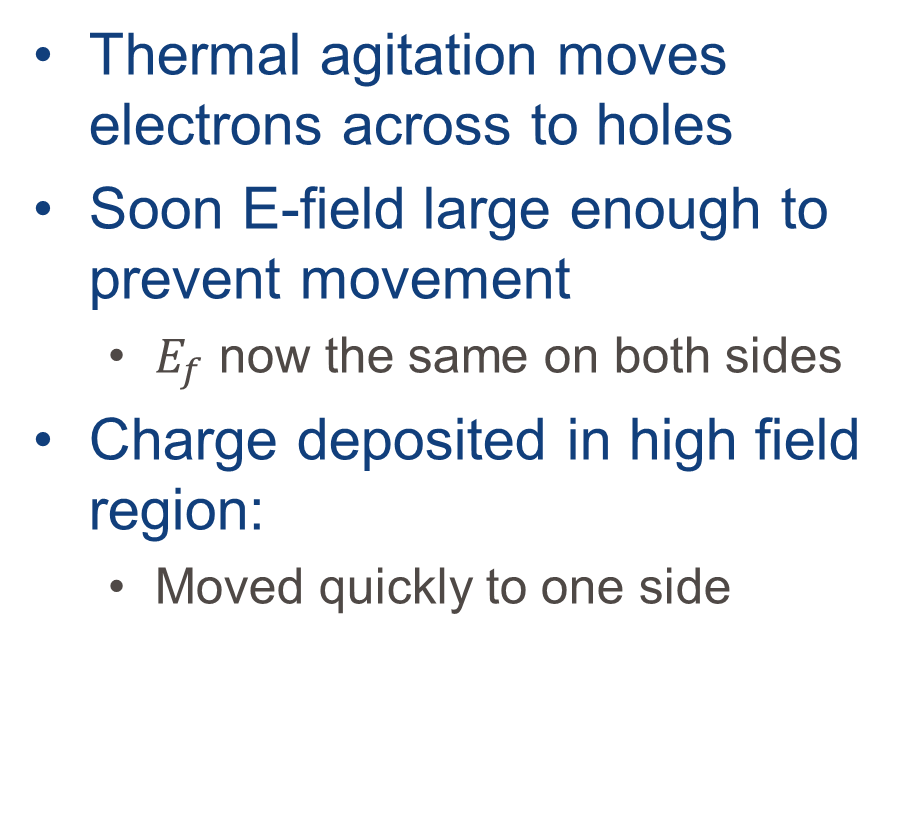 • Thermal agitation moves
electrons across to holes
• Soon E-field large enough to
prevent movement
• E_f now the same on both sides
• Charge deposited in high field
region:
• Moved quickly to one side